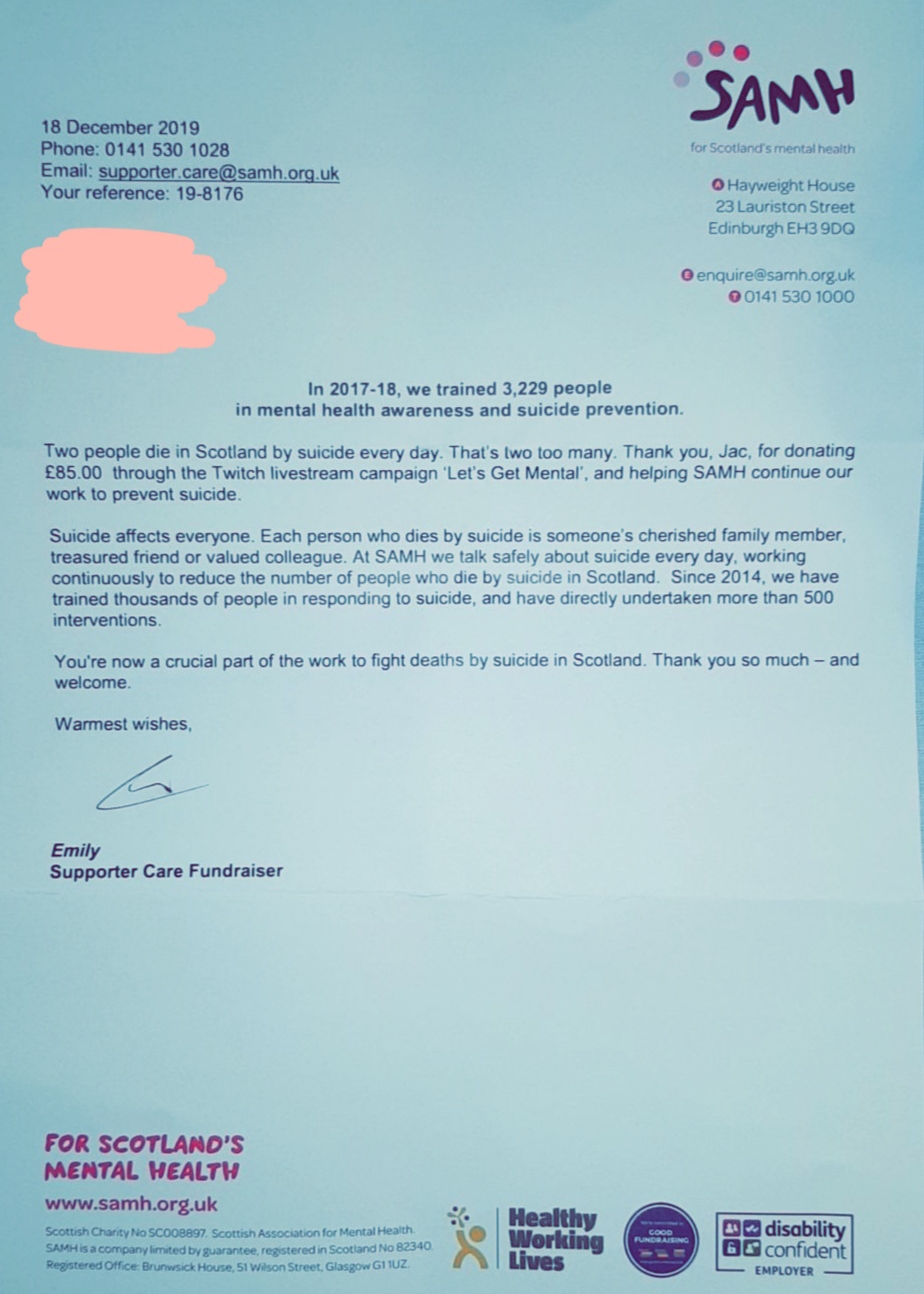 SAMH
for Scotland's mental health
18 December 2019
Phone: 0141 530 1028
Email: supporter.care@samh.org.uk
Your reference: 19-8176
A Hayweight House
23 Lauriston Street
Edinburgh EH3 9DQ
E enquire@samh.org.uk
T 0141 530 1000
In 2017-18, we trained 3,229 people
in mental health awareness and suicide prevention.
Two people die in Scotland by suicide every day. That's two too many. Thank you, Jac, for donating
£85.00 through the Twitch livestream campaign 'Let's Get Mental', and helping SAMH continue our
work to prevent suicide.
Suicide affects everyone. Each person who dies by suicide is someone's cherished family member,
treasured friend or valued colleague. At SAMH we talk safely about suicide every day, working
continuously to reduce the number of people who die by suicide in Scotland. Since 2014, we have
trained thousands of people in responding to suicide, and have directly undertaken more than 500
interventions.
You're now a crucial part of the work to fight deaths by suicide in Scotland. Thank you so much – and
welcome.
Warmest wishes,
Emily
Supporter Care Fundraiser
FOR SCOTLAND'S
MENTAL HEALTH
www.samh.org.uk
Scottish Charity No SC008897. Scottish Association for Mental Health.
SAMH is a company limited by guarantee, registered in Scotland No 82340.
Registered Office: Brunwsick House, 51 Wilson Street, Glasgow G1 1UZ.
Healthy
Working
Lives
GOOD
FUNDRAISING
disability
confident
EMPLOYER